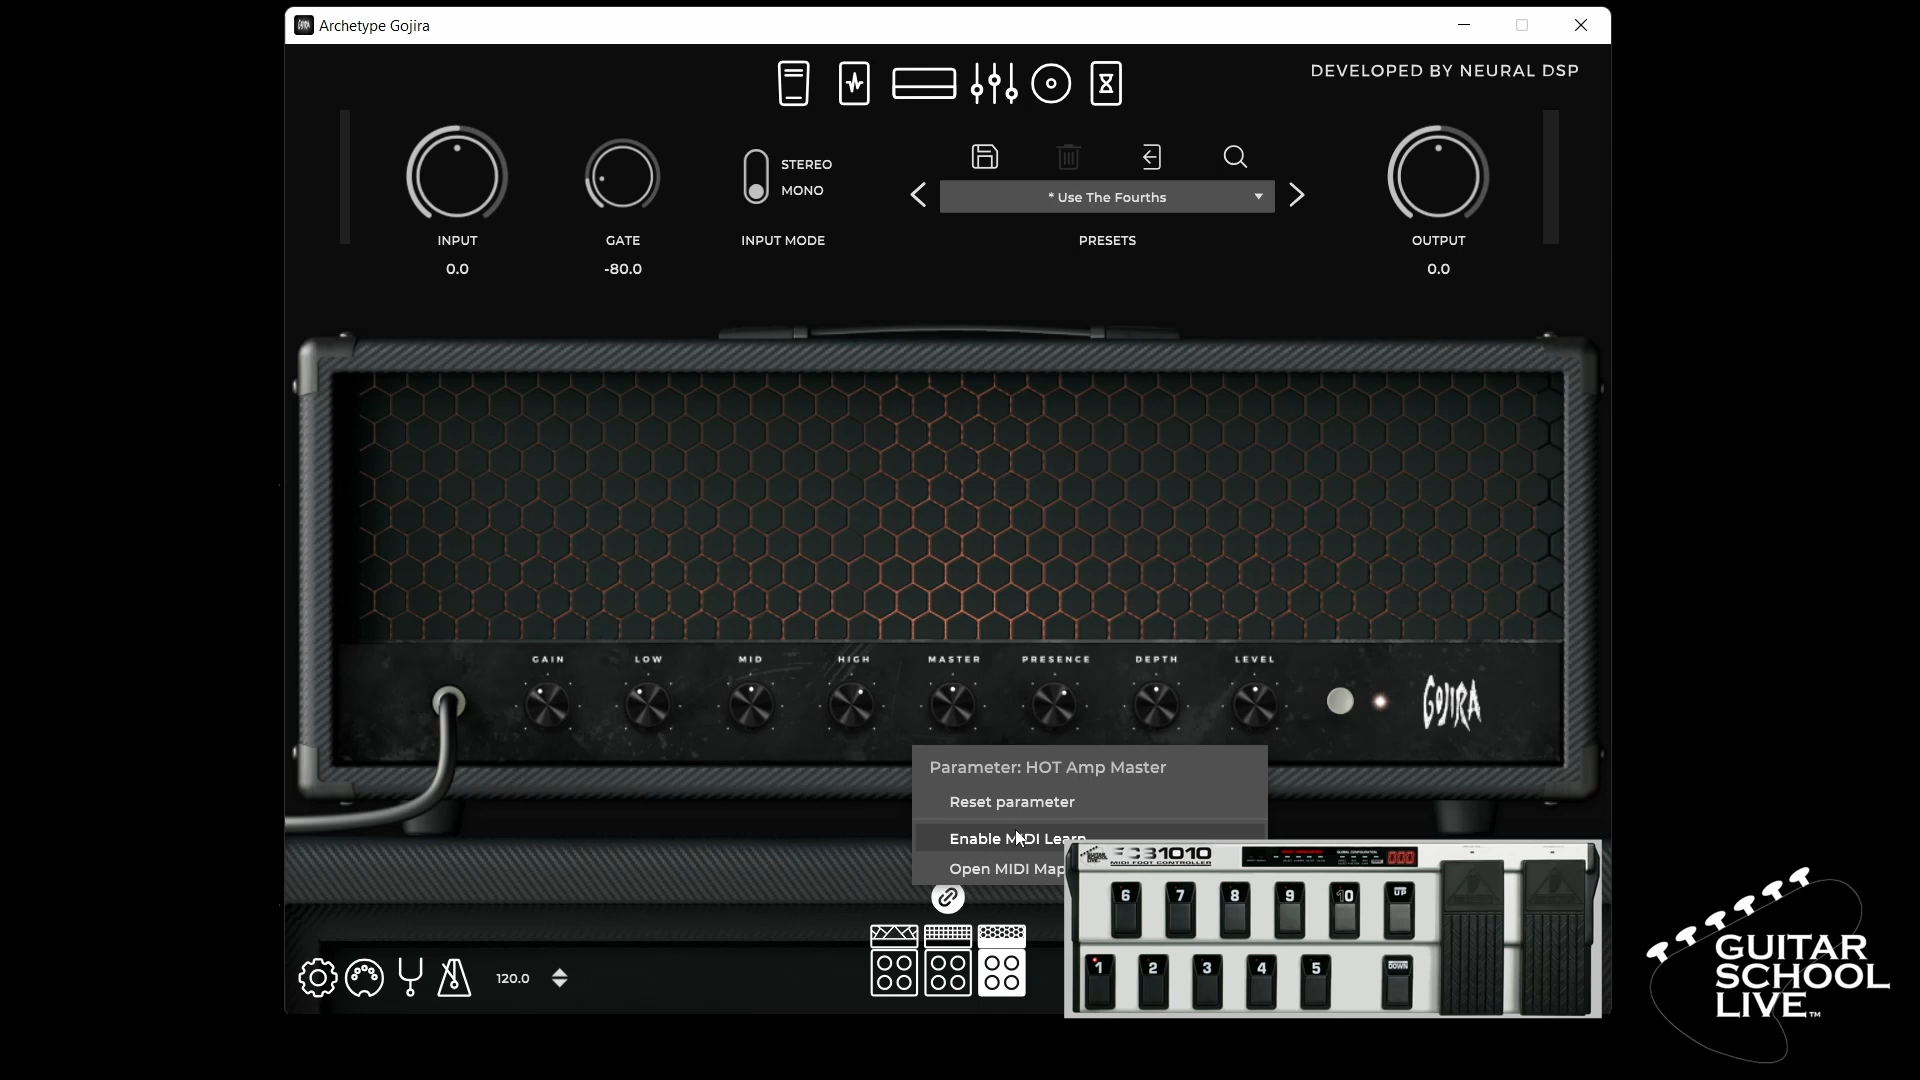 Archetype Gojira
DEVELOPED BY NEURAL DSP
STEREO
MONO
* Use The Fourths
INPUT
GATE
INPUT MODE
PRESETS
OUTPUT
0.0
-80.0
0.0
GAIN
LOW
MID
HIGH
MASTER
PRESENCE
DEPTH
LEVEL
GOJIRA
Parameter: HOT Amp Master
Reset parameter
Enable MIDI Learn
Open MIDI Map
FCB1010
MIDI FOOT CONTROLLER
000
6
7
8
9
10
UP
1
2
3
4
5
DOWN
120.0
GUITAR
SCHOOL
LIVE™